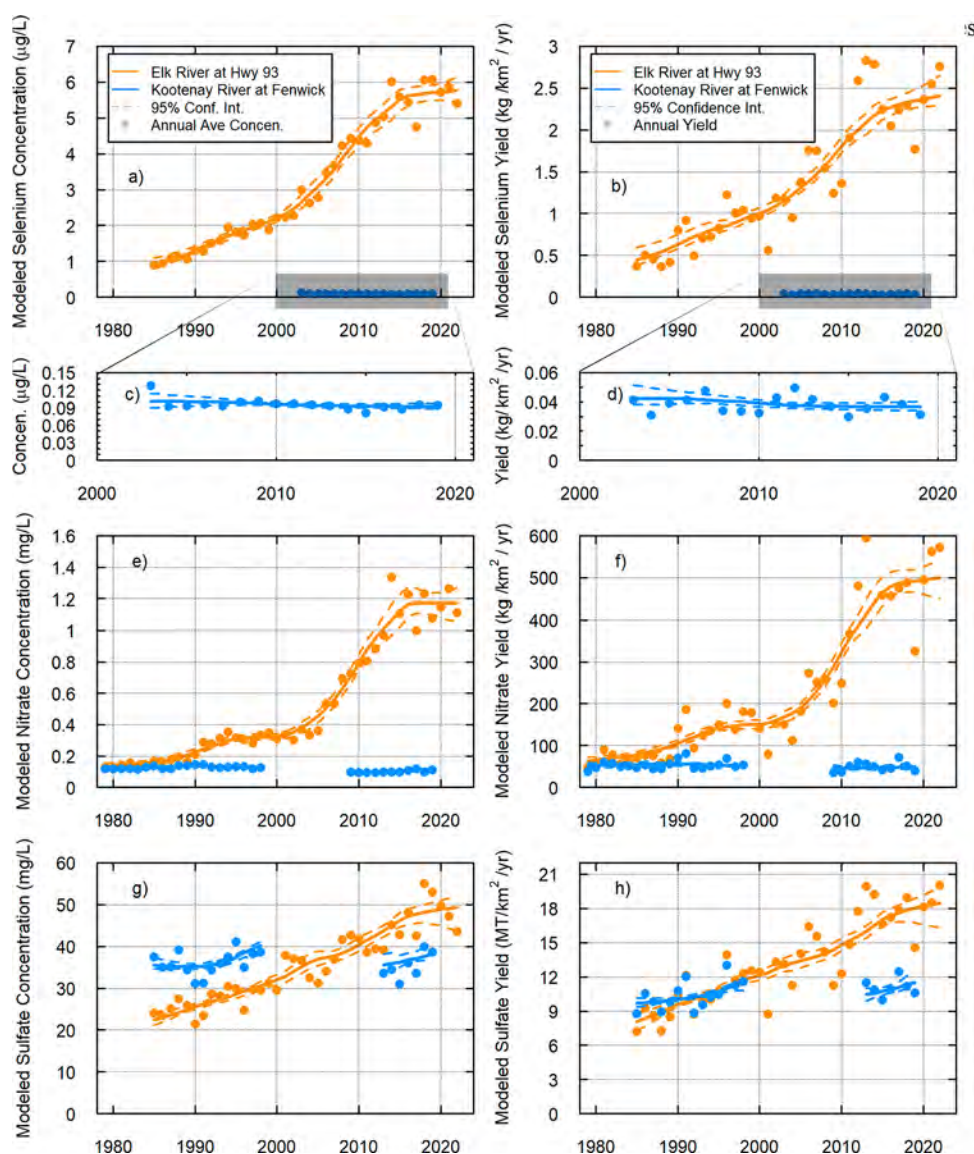 es
Modeled Selenium Concentration (µg/L)
7
6
5
4
3
2
1
0
Elk River at Hwy 93
Kootenay River at Fenwick
95% Conf. Int.
Annual Ave Concen.
a)
1980 1990 2000 2010 2020
Modeled Selenium Yield (kg /km² / yr)
3
2.5
2
1.5
1
0.5
0
Elk River at Hwy 93
Kootenay River at Fenwick
95% Confidence Int.
Annual Yield
b)
1980 1990 2000 2010 2020
Concen. (µg/L)
0.15
0.12
0.09
0.06
0.03
0
c)
2000 2010 2020
Yield (kg/ km² /yr)
0.06
0.04
0.02
0
d)
2000 2010 2020
Modeled Nitrate Concentration (mg/L)
1.6
1.4
1.2
1.0
0.8
0.6
0.4
0.2
0
e)
1980 1990 2000 2010 2020
Modeled Nitrate Yield (kg /km² / yr)
600
500
400
300
200
100
0
f)
1980 1990 2000 2010 2020
Modeled Sulfate Concentration (mg/L)
60
50
40
30
20
10
0
g)
1980 1990 2000 2010 2020
Modeled Sulfate Yield (MT/km² /yr)
21
18
15
12
9
6
3
0
h)
1980 1990 2000 2010 2020